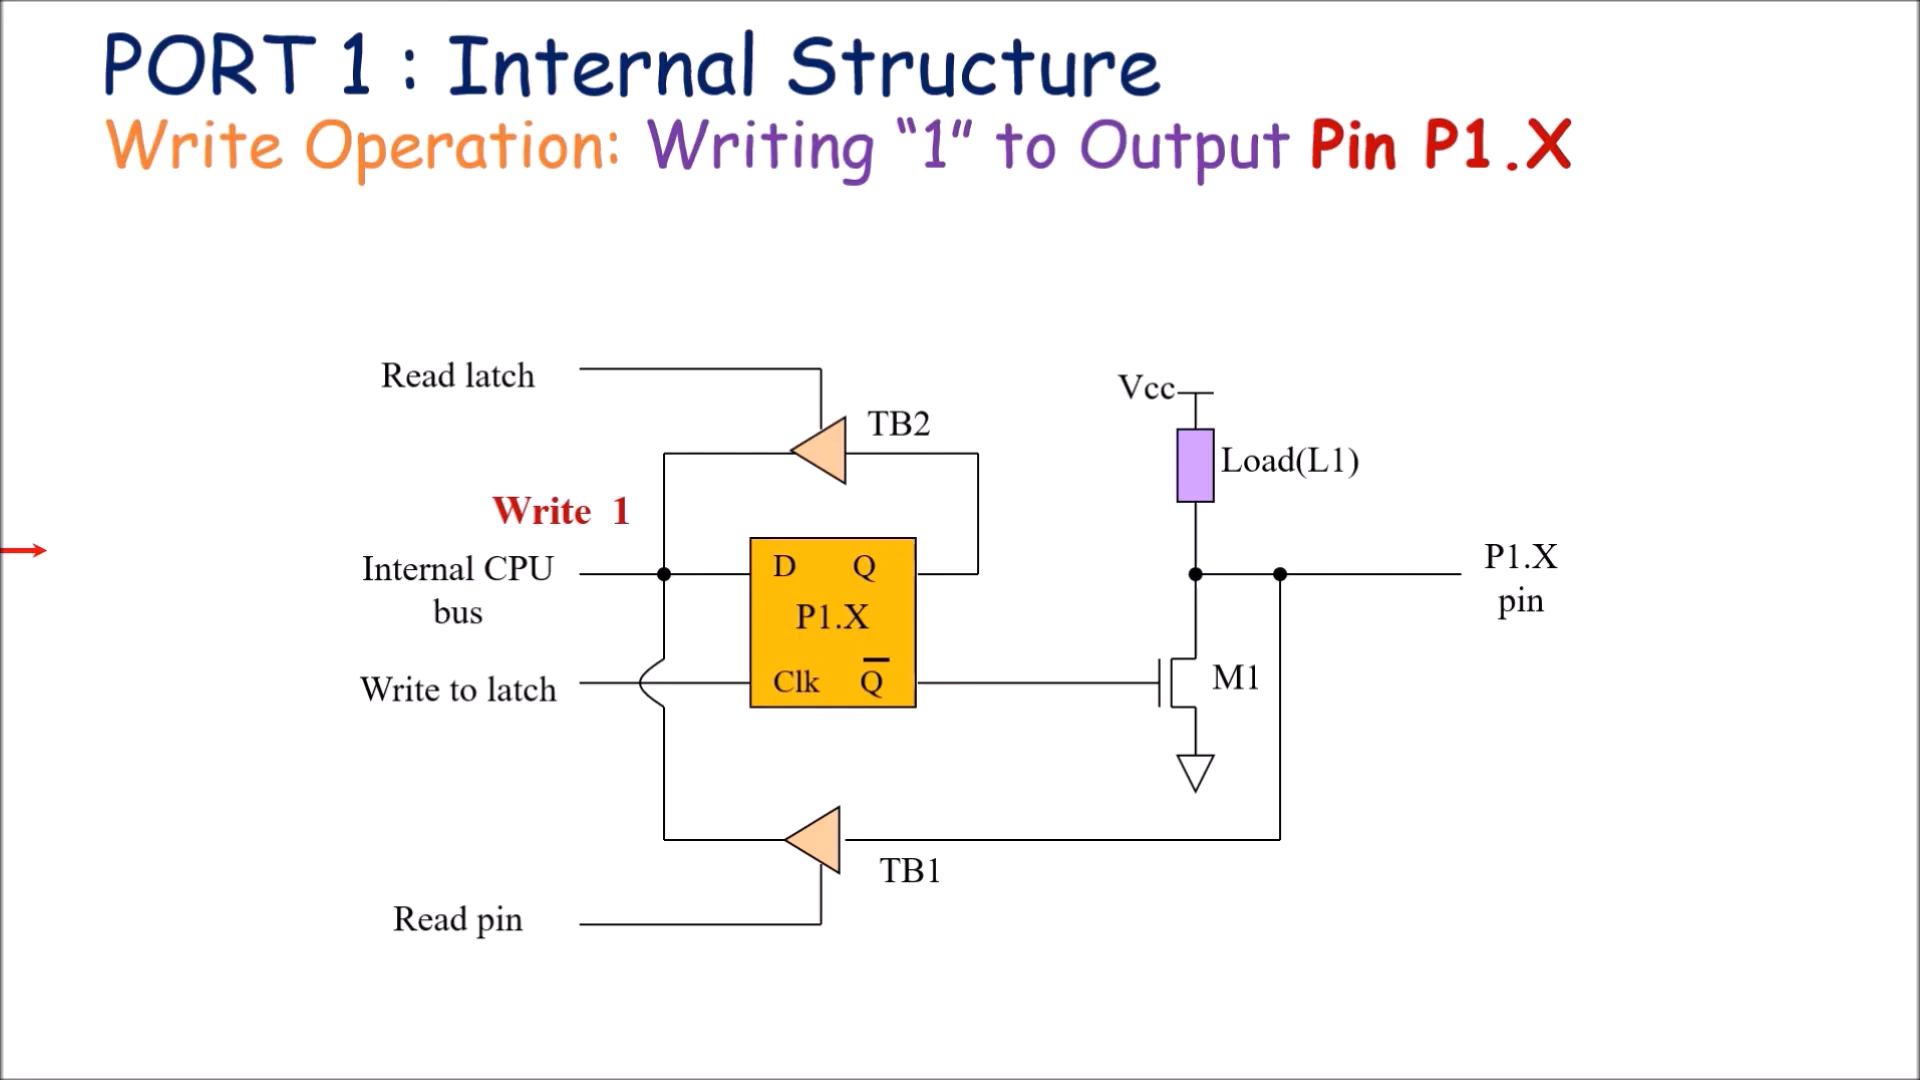 PORT 1 : Internal Structure
Write Operation: Writing “1” to Output Pin P1.X
Read latch
TB2
Vcc
Load(L1)
Write 1
Internal CPU
bus
D Q
P1.X
Clk Q̅
Write to latch
M1
P1.X
pin
TB1
Read pin